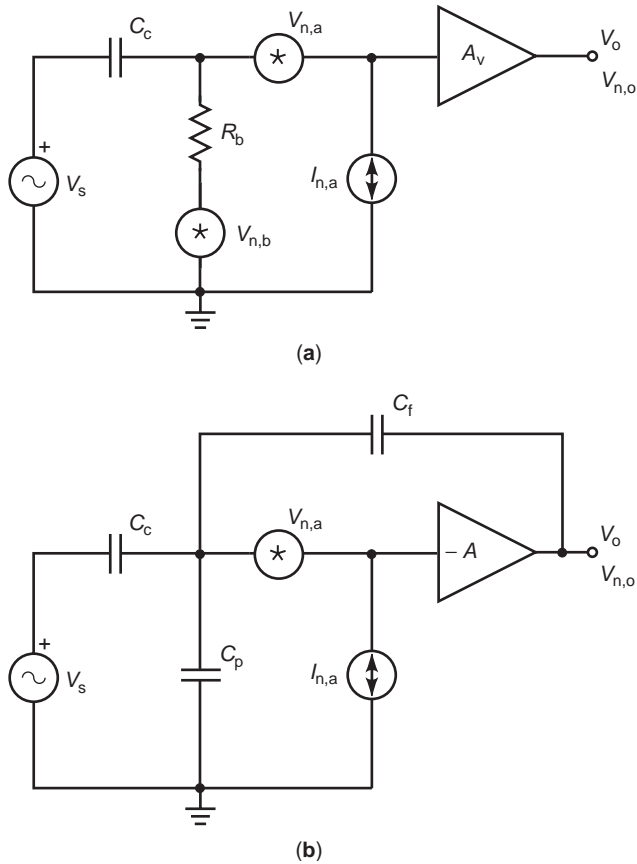 C_c
V_n,a
V_o
A_v
V_n,o
R_b
+
V_s
I_n,a
V_n,b
(a)
C_f
V_n,a
C_c
V_o
– A
V_n,o
+
C_p
V_s
I_n,a
(b)